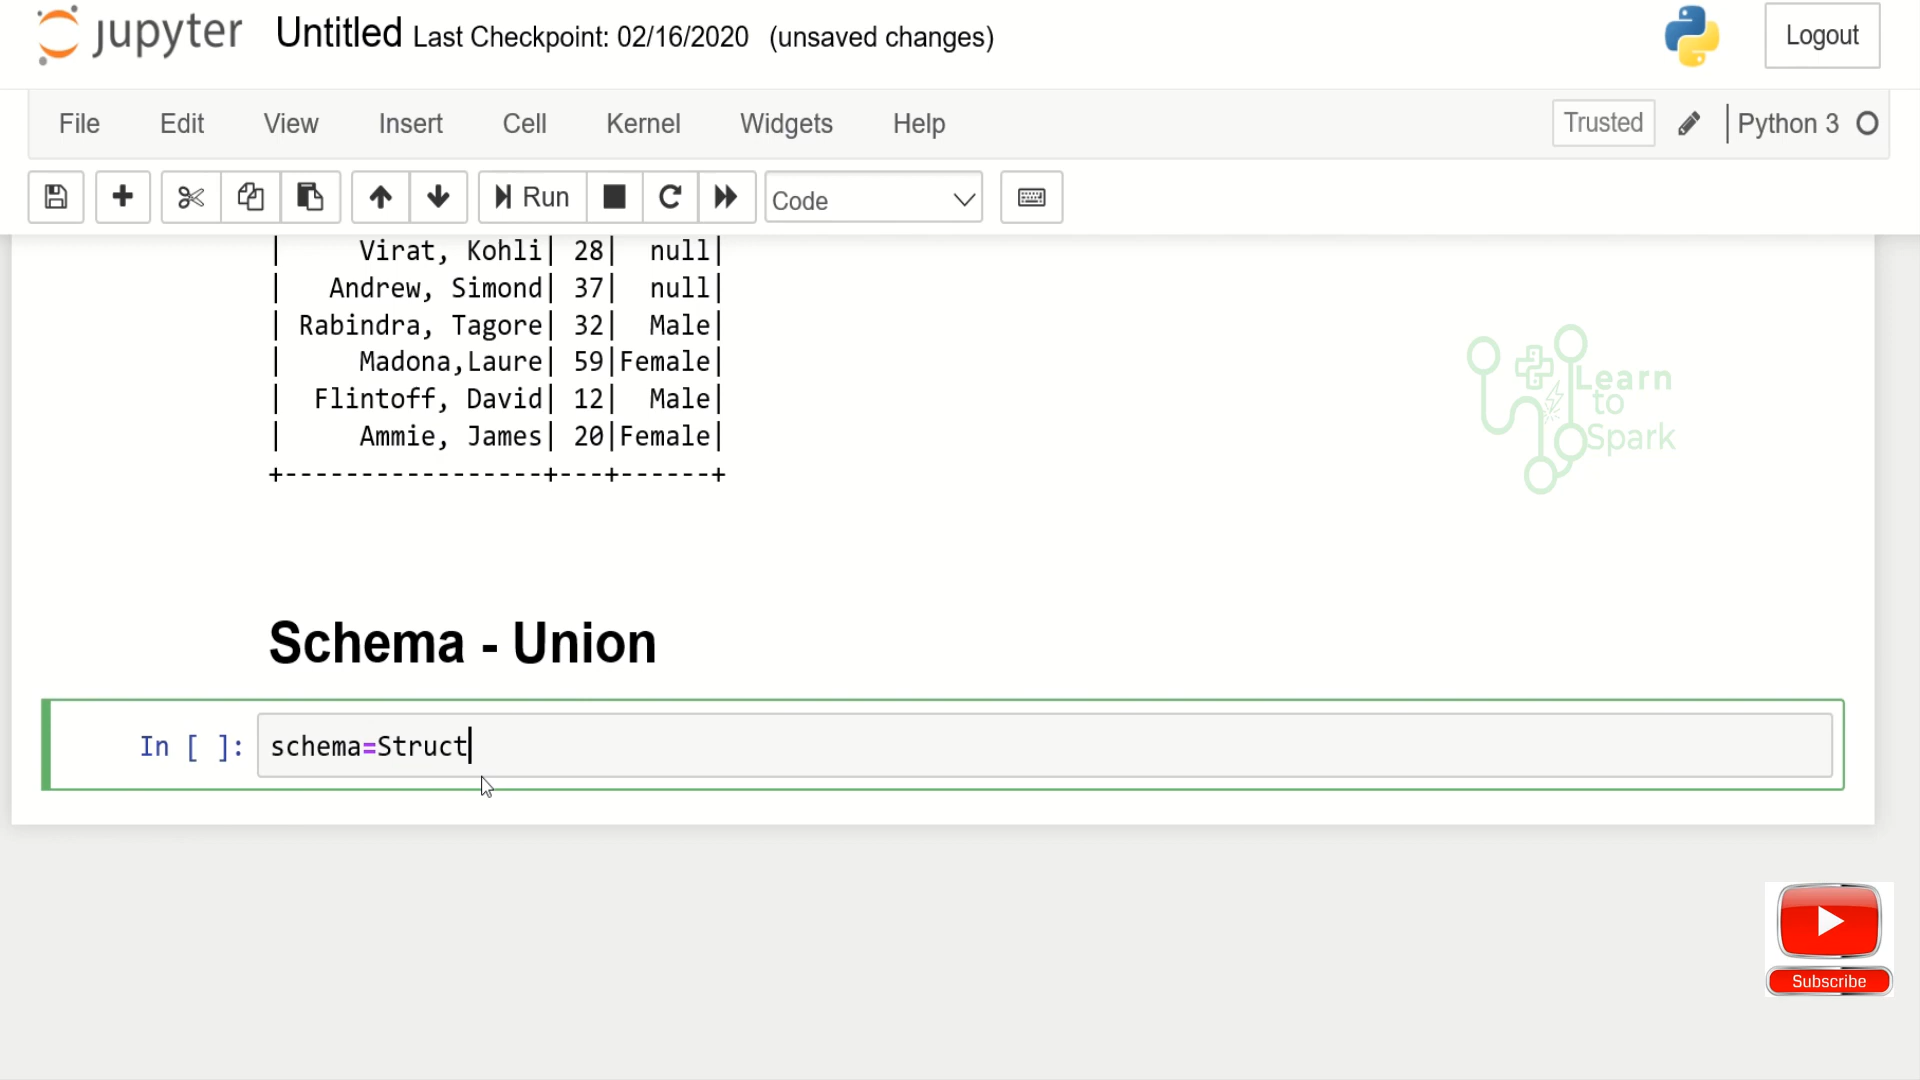 jupyter Untitled Last Checkpoint: 02/16/2020 (unsaved changes) Logout
File Edit View Insert Cell Kernel Widgets Help Trusted Python 3
Run Code
| Virat, Kohli| 28| null|
| Andrew, Simond| 37| null|
| Rabindra, Tagore| 32| Male|
| Madona,Laure| 59|Female|
| Flintoff, David| 12| Male|
| Ammie, James| 20|Female|
+----------------+---+------+
Learn
to
Spark
Schema - Union
In [ ]: schema=Struct
Subscribe